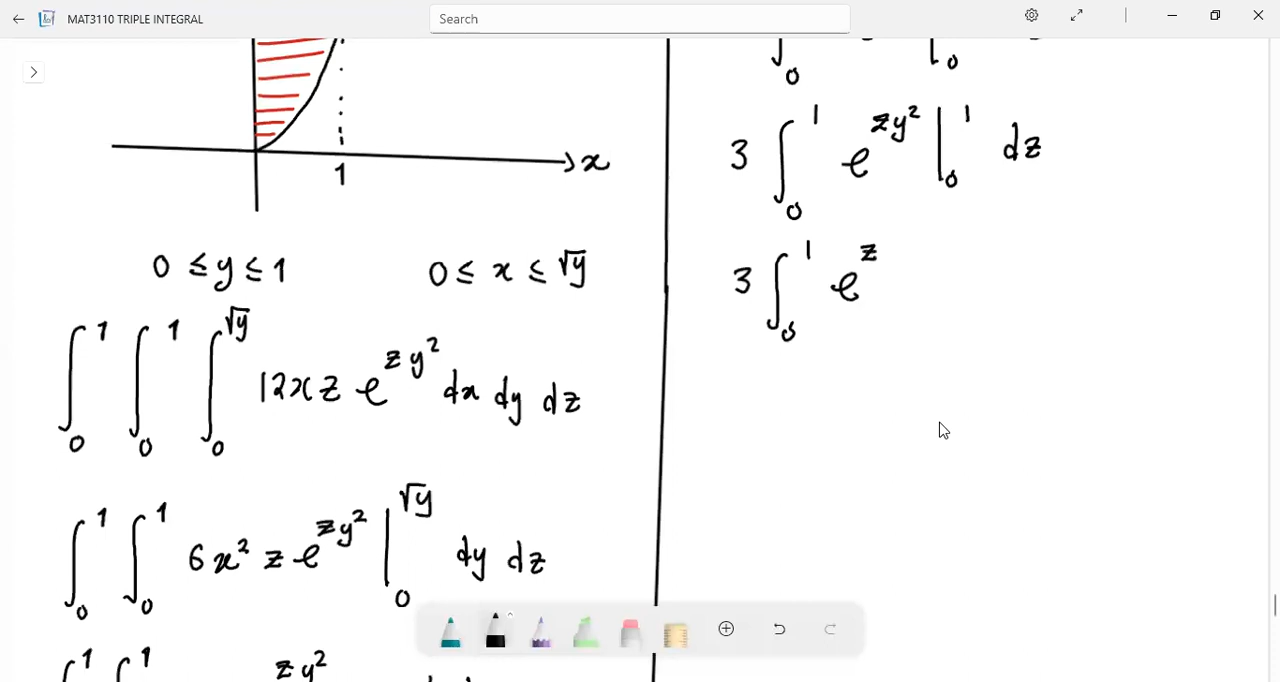 MAT3110 TRIPLE INTEGRAL
Search
x
1
0 ≤ y ≤ 1 0 ≤ x ≤ √y
∫₀¹ ∫₀¹ ∫₀^√y 12xz e^(zy²) dx dy dz
∫₀¹ ∫₀¹ 6x² z e^(zy²) |₀^√y dy dz
3 ∫₀¹ e^(zy²) |₀¹ dz
3 ∫₀¹ e^z